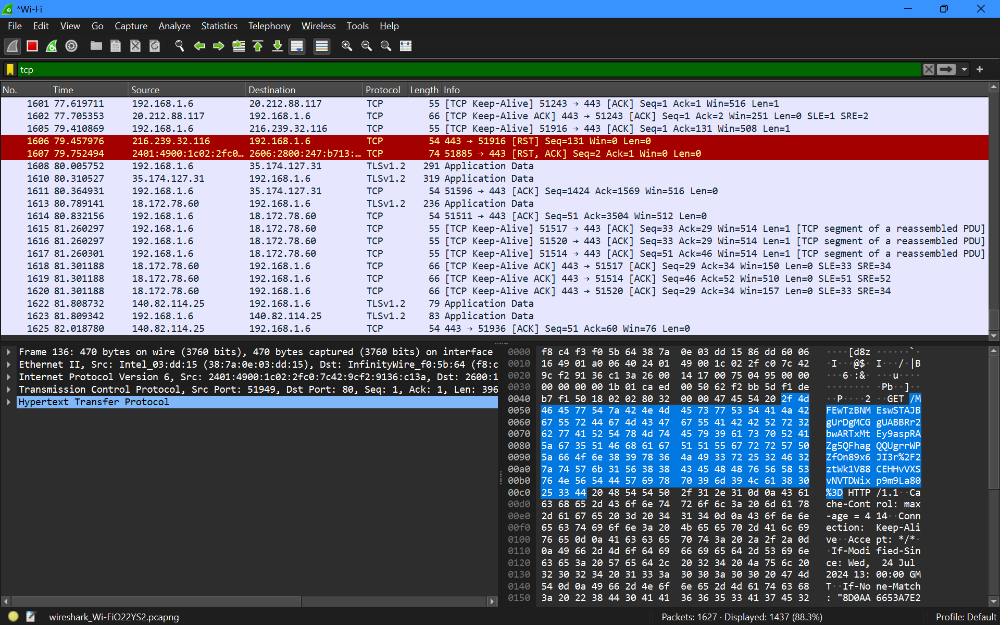 *Wi-Fi
File Edit View Go Capture Analyze Statistics Telephony Wireless Tools Help
tcp
No. Time Source Destination Protocol Length Info
1601 77.619711 192.168.1.6 20.212.88.117 TCP 55 [TCP Keep-Alive] 51243 → 443 [ACK] Seq=1 Ack=1 Win=516 Len=1
1602 77.705353 20.212.88.117 192.168.1.6 TCP 66 [TCP Keep-Alive ACK] 443 → 51243 [ACK] Seq=1 Ack=2 Win=251 Len=0 SLE=1 SRE=2
1605 79.410869 192.168.1.6 216.239.32.116 TCP 55 [TCP Keep-Alive] 51916 → 443 [ACK] Seq=1 Ack=131 Win=508 Len=1
1606 79.457976 216.239.32.116 192.168.1.6 TCP 54 443 → 51916 [RST] Seq=131 Win=0 Len=0
1607 79.752494 2401:4900:1c02:2fc0… 2606:2800:247:b713:… TCP 74 51885 → 443 [RST, ACK] Seq=2 Ack=1 Win=0 Len=0
1608 80.005752 192.168.1.6 35.174.127.31 TLSv1.2 291 Application Data
1610 80.310527 35.174.127.31 192.168.1.6 TLSv1.2 319 Application Data
1611 80.364931 192.168.1.6 35.174.127.31 TCP 54 51596 → 443 [ACK] Seq=1424 Ack=1569 Win=516 Len=0
1613 80.789141 18.172.78.60 192.168.1.6 TLSv1.2 236 Application Data
1614 80.832156 192.168.1.6 18.172.78.60 TCP 54 51511 → 443 [ACK] Seq=51 Ack=3504 Win=512 Len=0
1615 81.260297 192.168.1.6 18.172.78.60 TCP 55 [TCP Keep-Alive] 51517 → 443 [ACK] Seq=33 Ack=29 Win=514 Len=1 [TCP segment of a reassembled PDU]
1616 81.260297 192.168.1.6 18.172.78.60 TCP 55 [TCP Keep-Alive] 51520 → 443 [ACK] Seq=33 Ack=29 Win=514 Len=1 [TCP segment of a reassembled PDU]
1617 81.260301 192.168.1.6 18.172.78.60 TCP 55 [TCP Keep-Alive] 51514 → 443 [ACK] Seq=51 Ack=46 Win=514 Len=1 [TCP segment of a reassembled PDU]
1618 81.301188 18.172.78.60 192.168.1.6 TCP 66 [TCP Keep-Alive ACK] 443 → 51517 [ACK] Seq=29 Ack=34 Win=150 Len=0 SLE=33 SRE=34
1619 81.301188 18.172.78.60 192.168.1.6 TCP 66 [TCP Keep-Alive ACK] 443 → 51514 [ACK] Seq=46 Ack=52 Win=510 Len=0 SLE=51 SRE=52
1620 81.301188 18.172.78.60 192.168.1.6 TCP 66 [TCP Keep-Alive ACK] 443 → 51520 [ACK] Seq=29 Ack=34 Win=157 Len=0 SLE=33 SRE=34
1622 81.808732 140.82.114.25 192.168.1.6 TLSv1.2 79 Application Data
1623 81.809342 192.168.1.6 140.82.114.25 TLSv1.2 83 Application Data
1625 82.018780 140.82.114.25 192.168.1.6 TCP 54 443 → 51936 [ACK] Seq=51 Ack=60 Win=76 Len=0
Frame 136: 470 bytes on wire (3760 bits), 470 bytes captured (3760 bits) on interface
Ethernet II, Src: Intel_03:dd:15 (38:7a:0e:03:dd:15), Dst: InfinityWire_f0:5b:64 (f8:c
Internet Protocol Version 6, Src: 2401:4900:1c02:2fc0:7c42:9cf2:9136:c13a, Dst: 2600:1
Transmission Control Protocol, Src Port: 51949, Dst Port: 80, Seq: 1, Ack: 1, Len: 396
Hypertext Transfer Protocol
0000 f8 c4 f3 f0 5b 64 38 7a 0e 03 dd 15 86 dd 60 06 ····[d8z ······`·
0010 16 49 01 a0 06 40 24 01 49 00 1c 02 2f c0 7c 42 ·I···@$· I···/·|B
0020 9c f2 91 36 c1 3a 26 00 14 17 00 75 04 95 00 00 ···6·:&· ···u····
0030 00 00 00 00 1b 01 ca ed 00 50 62 f2 bb 5d f1 de ········ ·Pb··]··
0040 b7 f1 50 18 02 02 80 32 00 00 47 45 54 20 2f 4d ··P····2 ··GET /M
0050 46 45 77 54 7a 42 4e 4d 45 73 77 53 54 41 4a 42 FEwTzBNM EswSTAJB
0060 67 55 72 44 67 4d 43 47 67 55 41 42 42 52 72 32 gUrDgMCG gUABBRr2
0070 62 77 41 52 54 78 4d 74 45 79 39 61 73 70 52 41 bwARTxMt Ey9aspRA
0080 5a 67 35 51 46 68 61 67 51 51 55 67 72 72 57 50 Zg5QFhag QQUgrrWP
0090 5a 66 4f 6e 38 39 78 36 4a 49 33 72 25 32 46 32 ZfOn89x6 JI3r%2F2
00a0 7a 74 57 6b 31 56 38 38 43 45 48 48 76 56 58 53 ztWk1V88 CEHHvVXS
00b0 76 4e 56 54 44 57 69 78 70 39 6d 39 4c 61 38 30 vNVTDWix p9m9La80
00c0 25 33 44 20 48 54 54 50 2f 31 2e 31 0d 0a 43 61 %3D HTTP /1.1··Ca
00d0 63 68 65 2d 43 6f 6e 74 72 6f 6c 3a 20 6d 61 78 che-Cont rol: max
00e0 2d 61 67 65 20 3d 20 34 31 34 0d 0a 43 6f 6e 6e -age = 4 14··Conn
00f0 65 63 74 69 6f 6e 3a 20 4b 65 65 70 2d 41 6c 69 ection: Keep-Ali
0100 76 65 0d 0a 41 63 63 65 70 74 3a 20 2a 2f 2a 0d ve··Acce pt: */*·
0110 0a 49 66 2d 4d 6f 64 69 66 69 65 64 2d 53 69 6e ·If-Modi fied-Sin
0120 63 65 3a 20 57 65 64 2c 20 32 34 20 4a 75 6c 20 ce: Wed, 24 Jul
0130 32 30 32 34 20 31 33 3a 30 30 3a 30 30 20 47 4d 2024 13: 00:00 GM
0140 54 0d 0a 49 66 2d 4e 6f 6e 65 2d 4d 61 74 63 68 T··If-No ne-Match
0150 3a 20 22 38 44 30 41 41 36 36 35 33 41 37 45 32 : "8D0AA 6653A7E2
wireshark_Wi-FiO22YS2.pcapng Packets: 1627 · Displayed: 1437 (88.3%) Profile: Default